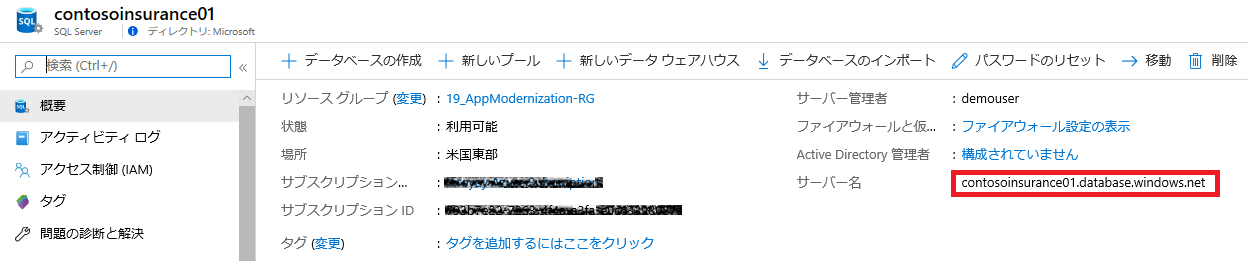 contosoinsurance01
SQL Server
ディレクトリ: Microsoft
検索 (Ctrl+/)
«
データベースの作成 新しいプール 新しいデータ ウェアハウス データベースのインポート パスワードのリセット 移動 削除
概要
アクティビティ ログ
アクセス制御 (IAM)
タグ
問題の診断と解決
リソース グループ (変更) : 19_AppModernization-RG
状態 : 利用可能
場所 : 米国東部
サブスクリプション... :
サブスクリプション ID :
タグ (変更) : タグを追加するにはここをクリック
サーバー管理者 : demouser
ファイアウォールと仮... : ファイアウォール設定の表示
Active Directory 管理者 : 構成されていません
サーバー名 : contosoinsurance01.database.windows.net